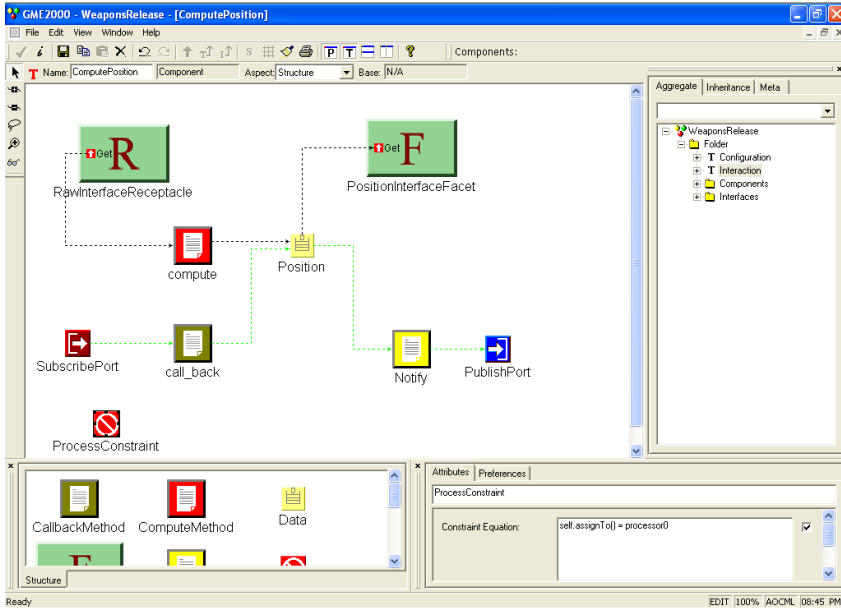 GME2000 - WeaponsRelease - [ComputePosition]
File Edit View Window Help
Components:
T Name: ComputePosition Component Aspect: Structure Base: N/A
Aggregate Inheritance Meta
WeaponsRelease
Folder
T Configuration
T Interaction
Components
Interfaces
Get R
RawInterfaceReceptacle
Get F
PositionInterfaceFacet
compute
Position
SubscribePort
call_back
Notify
PublishPort
ProcessConstraint
CallbackMethod
ComputeMethod
Data
Structure
Attributes Preferences
ProcessConstraint
Constraint Equation: self.assignTo() = processor0
Ready
EDIT 100% AOCML 08:45 PM